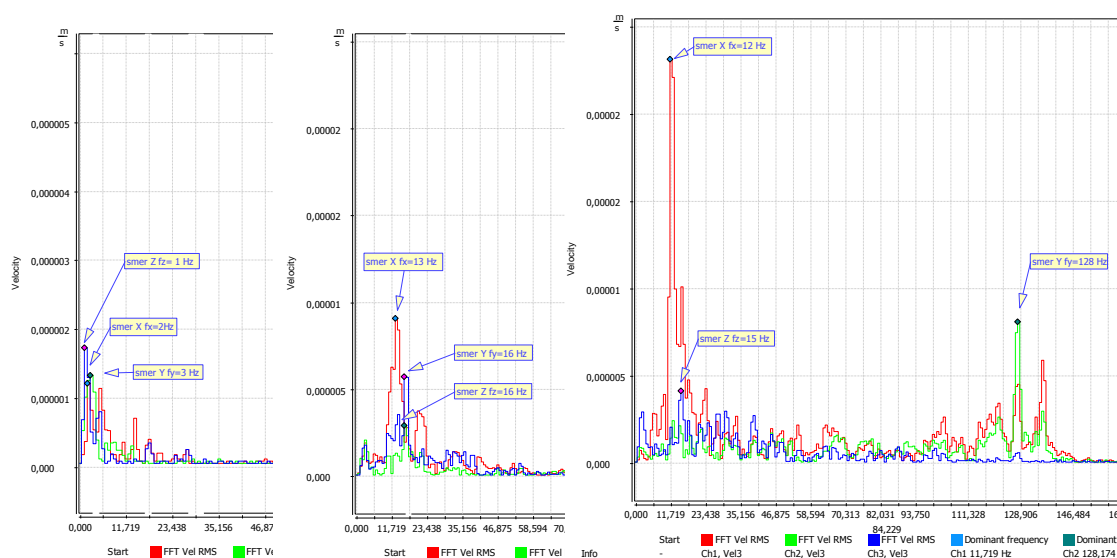 m
s
0,000005
0,000004
0,000003
0,000002
0,000001
0,000
Velocity
smer Z fz= 1 Hz
smer X fx=2Hz
smer Y fy=3 Hz
0,000 11,719 23,438 35,156 46,87
Start FFT Vel RMS FFT Ve
m
s
0,00002
0,00002
0,00001
0,000005
0,000
Velocity
smer X fx=13 Hz
smer Y fy=16 Hz
smer Z fz=16 Hz
0,000 11,719 23,438 35,156 46,875 58,594 70,
Start FFT Vel RMS FFT Vel
m
s
0,00002
0,00002
0,00001
0,000005
0,000
Velocity
smer X fx=12 Hz
smer Y fy=128 Hz
smer Z fz=15 Hz
0,000 11,719 23,438 35,156 46,875 58,594 70,313 82,031 93,750 111,328 128,906 146,484 16
84,229
Info Start FFT Vel RMS FFT Vel RMS FFT Vel RMS Dominant frequency Dominan
- Ch1, Vel3 Ch2, Vel3 Ch3, Vel3 Ch1 11,719 Hz Ch2 128,174